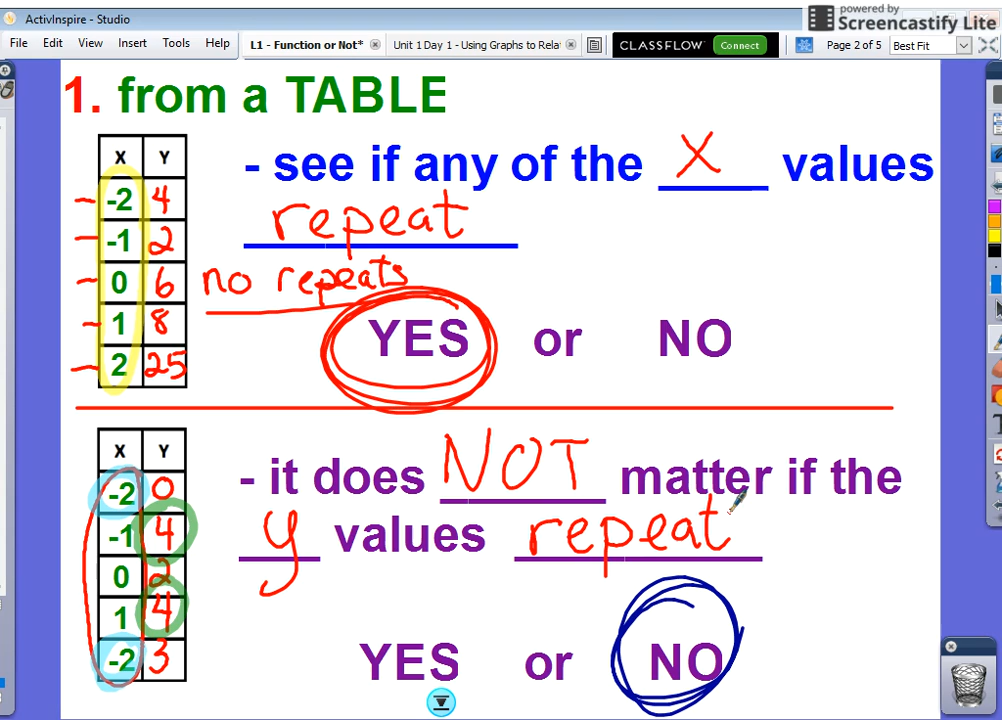 ActivInspire - Studio
powered by
Screencastify Lite
File Edit View Insert Tools Help L1 - Function or Not* Unit 1 Day 1 - Using Graphs to Rela CLASSFLOW Connect Page 2 of 5 Best Fit
1. from a TABLE
- see if any of the X values
repeat
X Y
-2 4
-1 2
0 6
1 8
2 25
no repeats
YES or NO
- it does NOT matter if the
y values repeat
X Y
-2 0
-1 4
0 2
1 4
-2 3
YES or NO